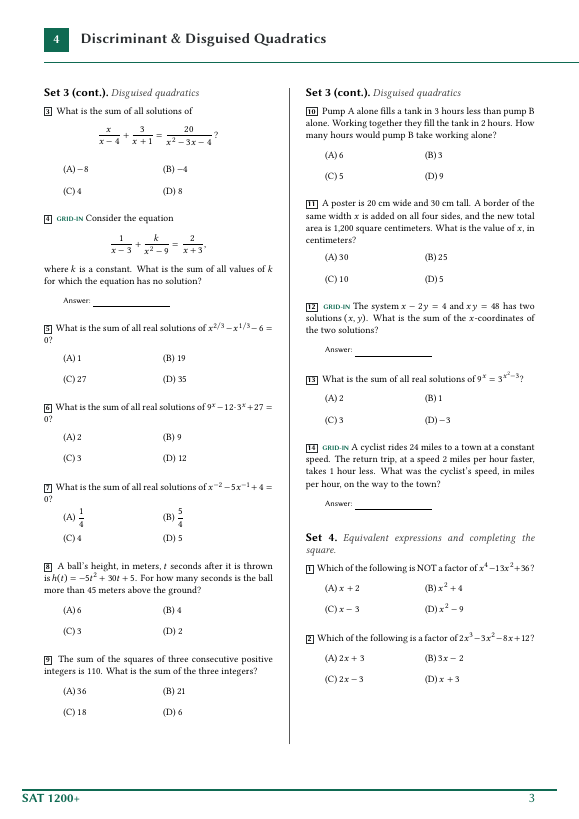 4 Discriminant & Disguised Quadratics
Set 3 (cont.). Disguised quadratics
3 What is the sum of all solutions of
x/(x − 4) + 3/(x + 1) = 20/(x² − 3x − 4) ?
(A) −8 (B) −4
(C) 4 (D) 8
4 GRID-IN Consider the equation
1/(x − 3) + k/(x² − 9) = 2/(x + 3),
where k is a constant. What is the sum of all values of k
for which the equation has no solution?
Answer:
5 What is the sum of all real solutions of x^{2/3} − x^{1/3} − 6 =
0?
(A) 1 (B) 19
(C) 27 (D) 35
6 What is the sum of all real solutions of 9^x − 12·3^x + 27 =
0?
(A) 2 (B) 9
(C) 3 (D) 12
7 What is the sum of all real solutions of x^{−2} − 5x^{−1} + 4 =
0?
(A) 1/4 (B) 5/4
(C) 4 (D) 5
8 A ball's height, in meters, t seconds after it is thrown
is h(t) = −5t² + 30t + 5. For how many seconds is the ball
more than 45 meters above the ground?
(A) 6 (B) 4
(C) 3 (D) 2
9 The sum of the squares of three consecutive positive
integers is 110. What is the sum of the three integers?
(A) 36 (B) 21
(C) 18 (D) 6
Set 3 (cont.). Disguised quadratics
10 Pump A alone fills a tank in 3 hours less than pump B
alone. Working together they fill the tank in 2 hours. How
many hours would pump B take working alone?
(A) 6 (B) 3
(C) 5 (D) 9
11 A poster is 20 cm wide and 30 cm tall. A border of the
same width x is added on all four sides, and the new total
area is 1,200 square centimeters. What is the value of x, in
centimeters?
(A) 30 (B) 25
(C) 10 (D) 5
12 GRID-IN The system x − 2y = 4 and xy = 48 has two
solutions (x, y). What is the sum of the x-coordinates of
the two solutions?
Answer:
13 What is the sum of all real solutions of 9^x = 3^{x²−3}?
(A) 2 (B) 1
(C) 3 (D) −3
14 GRID-IN A cyclist rides 24 miles to a town at a constant
speed. The return trip, at a speed 2 miles per hour faster,
takes 1 hour less. What was the cyclist's speed, in miles
per hour, on the way to the town?
Answer:
Set 4. Equivalent expressions and completing the
square.
1 Which of the following is NOT a factor of x⁴ − 13x² + 36?
(A) x + 2 (B) x² + 4
(C) x − 3 (D) x² − 9
2 Which of the following is a factor of 2x³ − 3x² − 8x + 12?
(A) 2x + 3 (B) 3x − 2
(C) 2x − 3 (D) x + 3
SAT 1200+ 3